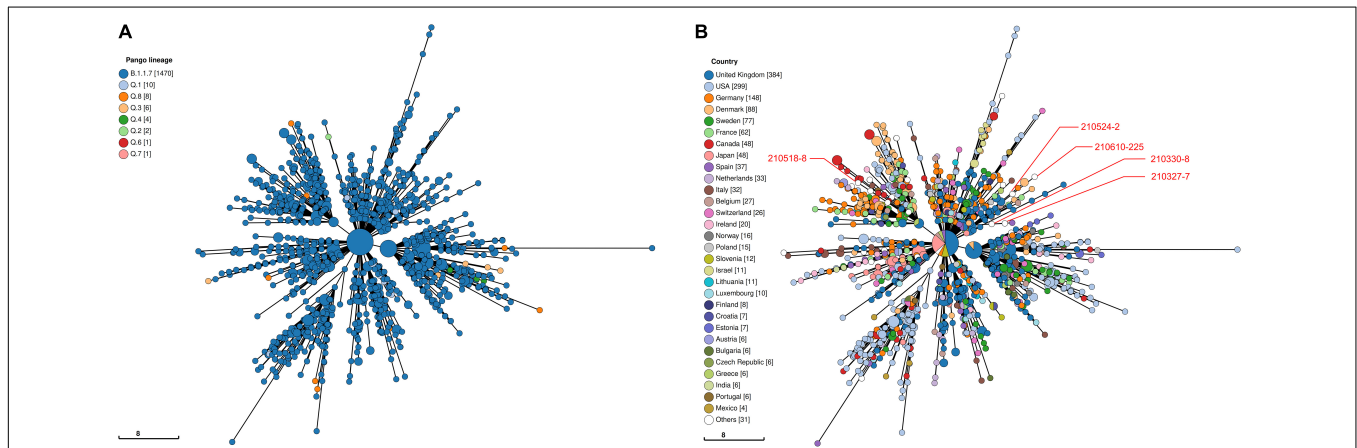 A
Pango lineage
B.1.1.7 [1470]
Q.1 [10]
Q.8 [8]
Q.3 [6]
Q.4 [4]
Q.2 [2]
Q.6 [1]
Q.7 [1]
8
B
Country
United Kingdom [384]
USA [299]
Germany [148]
Denmark [88]
Sweden [77]
France [62]
Canada [48]
Japan [48]
Spain [37]
Netherlands [33]
Italy [32]
Belgium [27]
Switzerland [26]
Ireland [20]
Norway [16]
Poland [15]
Slovenia [12]
Israel [11]
Lithuania [11]
Luxembourg [10]
Finland [8]
Croatia [7]
Estonia [7]
Austria [6]
Bulgaria [6]
Czech Republic [6]
Greece [6]
India [6]
Portugal [6]
Mexico [4]
Others [31]
210518-8
210524-2
210610-225
210330-8
210327-7
8